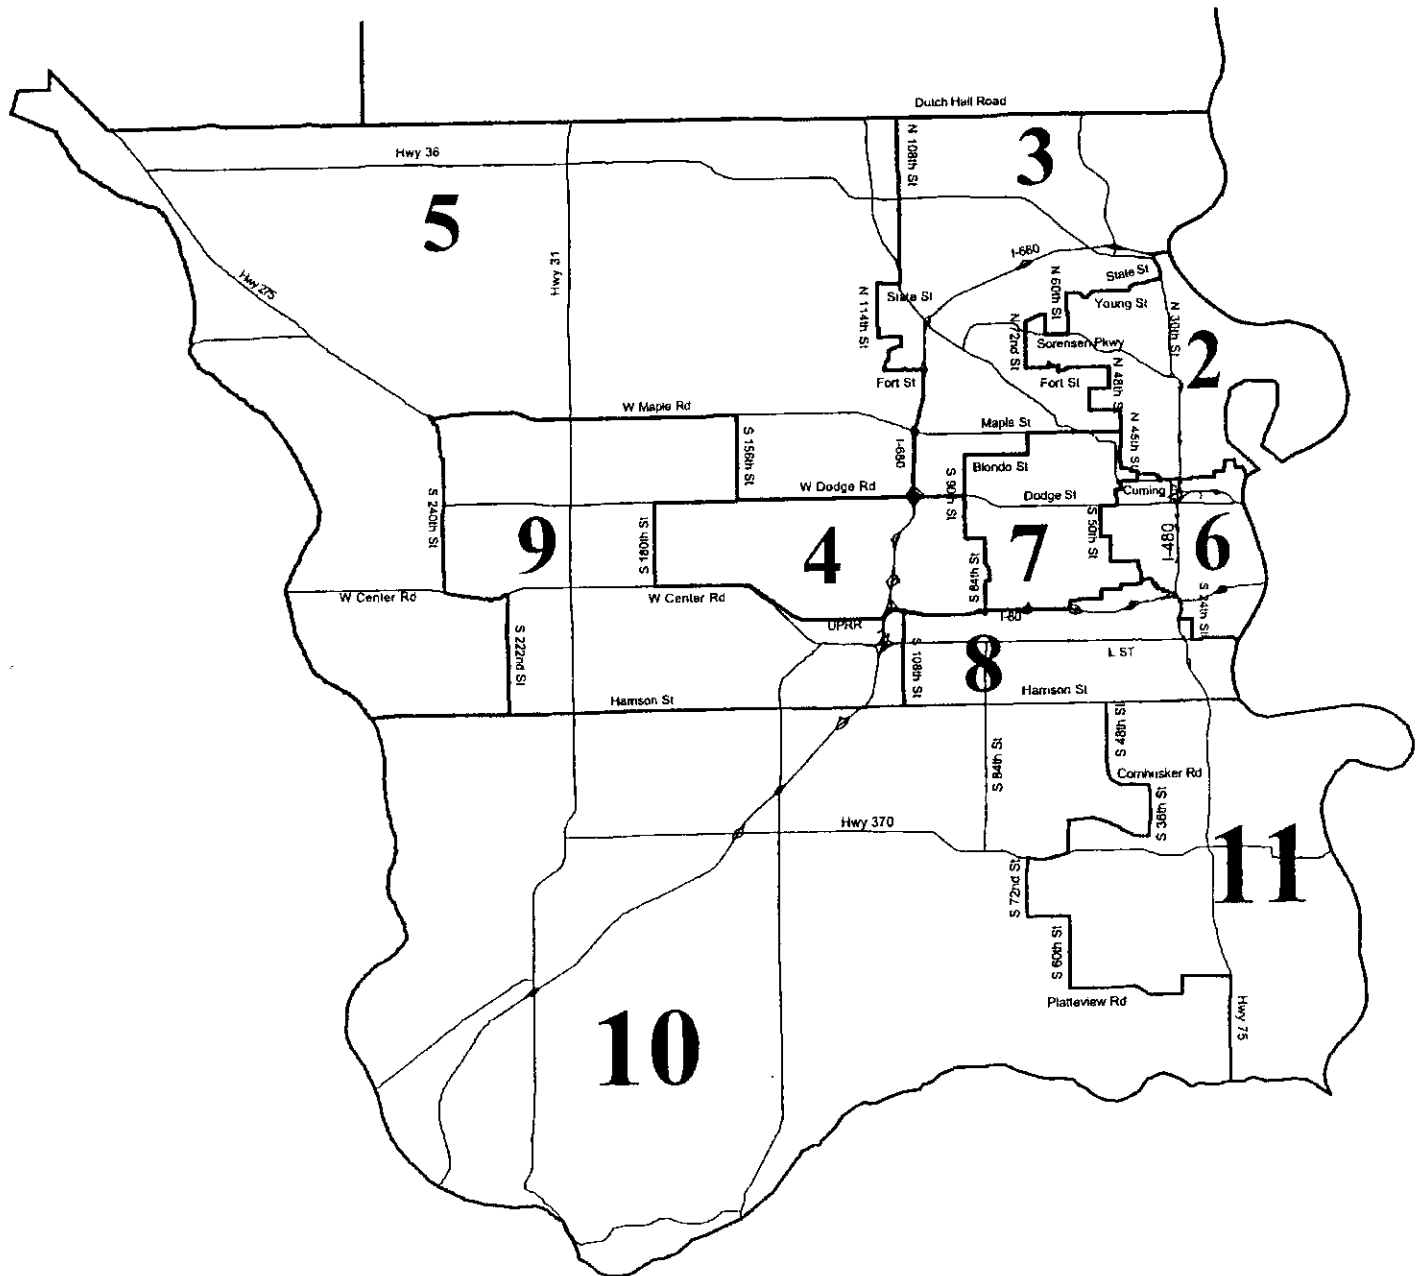 Dutch Hall Road
Hwy 36
N 108th St
3
5
I-680
Hwy 31
State St
N 60th St
Hwy 275
N 114th St
State St
Young St
N 30th St
N 72nd St
Sorensen Pkwy
2
Fort St
Fort St
N 48th St
W Maple Rd
Maple St
N 45th St
S 156th St
I-680
Blondo St
S 90th St
W Dodge Rd
Dodge St
Cuming
S 240th St
9
S 180th St
4
7
S 50th St
I-480
6
S 84th St
S 24th St
W Center Rd
W Center Rd
UPRR
I-80
S 222nd St
S 108th St
8
L ST
Harrison St
Harrison St
S 48th St
S 84th St
Cornhusker Rd
S 36th St
Hwy 370
11
S 72nd St
S 60th St
Platteview Rd
Hwy 75
10